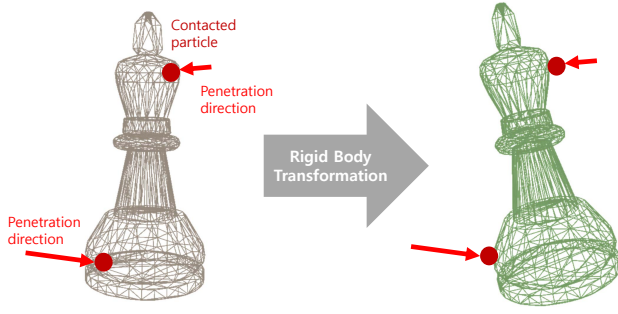 Contacted
particle
Penetration
direction
Rigid Body
Transformation
Penetration
direction